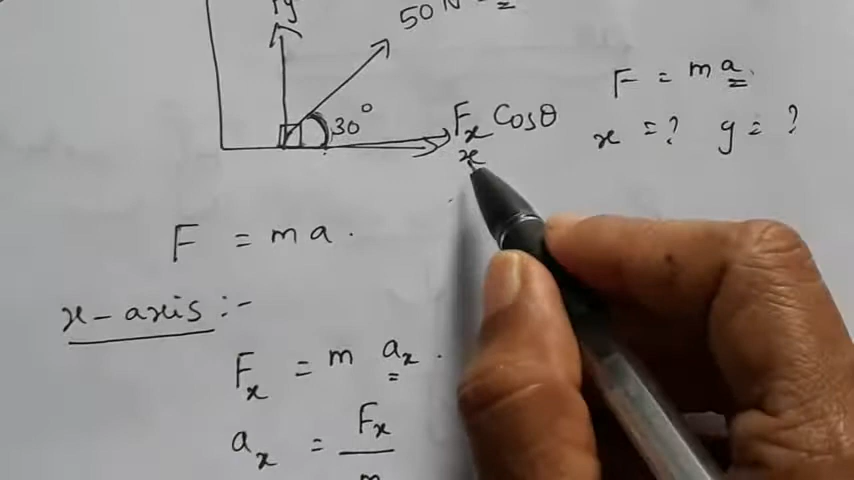 Fy
50 N
30°
Fx Cosθ
x
F = ma
x = ? y = ?
F = ma.
x-axis :-
Fx = m ax.
ax = Fx
m